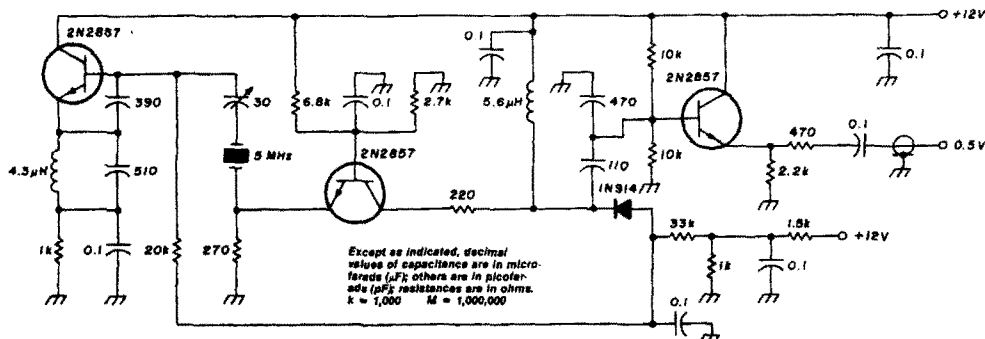 2N2857
390
4.3µH
510
1k
0.1
20k
30
5 MHz
270
6.8k
0.1
2.7k
2N2857
220
0.1
5.6µH
470
110
1N914
10k
10k
2N2857
470
0.1
0.5V
2.2k
0.1
+12V
33k
1k
0.1
1.5k
+12V
0.1
Except as indicated, decimal
values of capacitance are in micro-
farads (µF); others are in picofar-
ads (pF); resistances are in ohms.
k = 1,000 M = 1,000,000